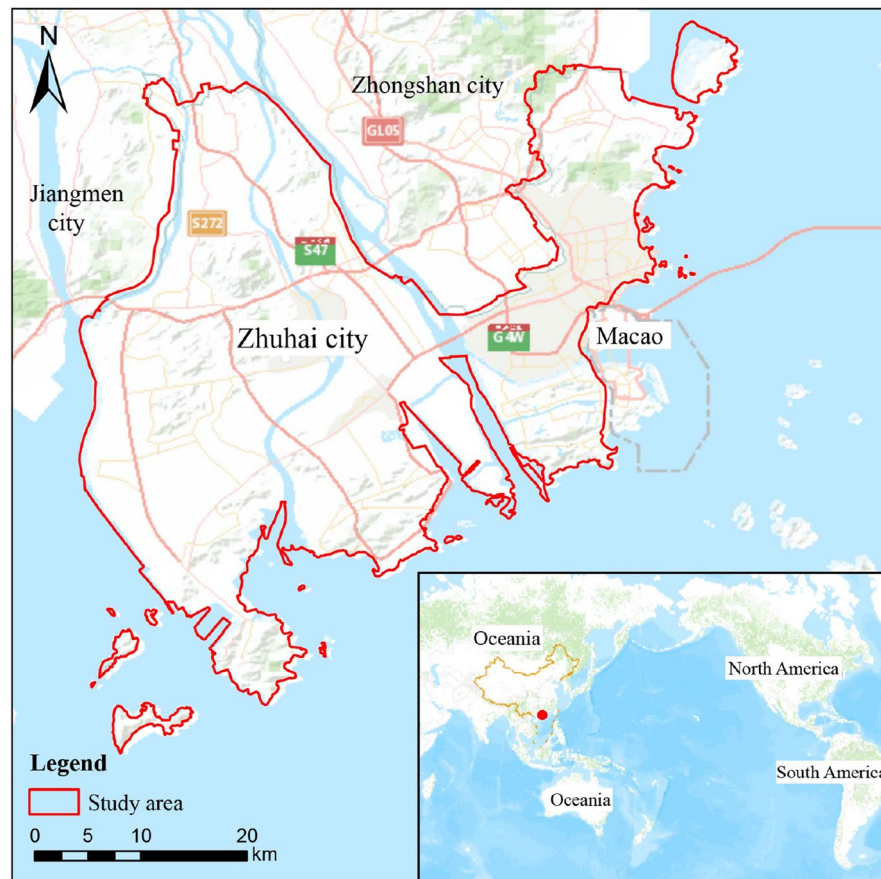 N
Zhongshan city
GL05
Jiangmen
city
S272
S47
Zhuhai city
G4W
Macao
Oceania
North America
South America
Oceania
Legend
Study area
0 5 10 20
km